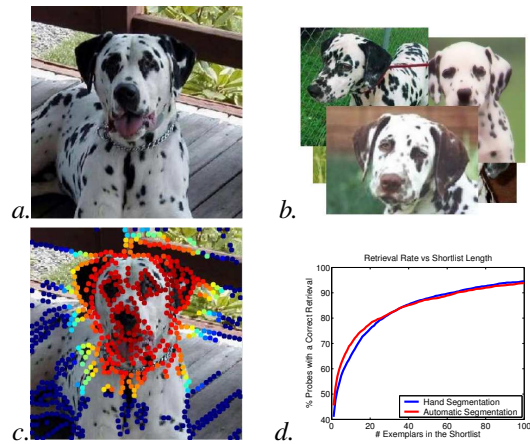 a.
b.
c.
d.
Retrieval Rate vs Shortlist Length
% Probes with a Correct Retrieval
100
90
80
70
60
50
40
0 20 40 60 80 100
# Exemplars in the Shortlist
Hand Segmentation
Automatic Segmentation